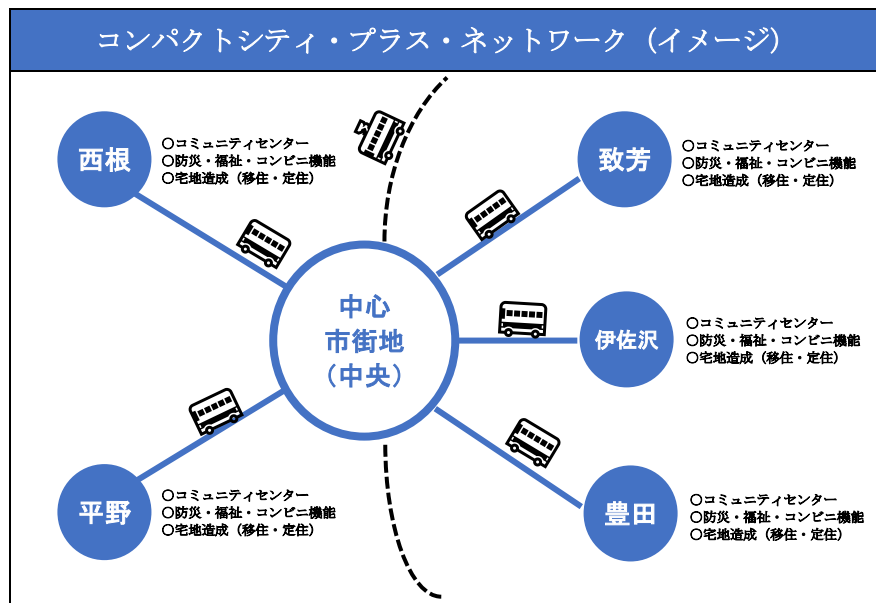 コンパクトシティ・プラス・ネットワーク（イメージ）
西根
○コミュニティセンター
○防災・福祉・コンビニ機能
○宅地造成（移住・定住）
致芳
○コミュニティセンター
○防災・福祉・コンビニ機能
○宅地造成（移住・定住）
中心
市街地
（中央）
伊佐沢
○コミュニティセンター
○防災・福祉・コンビニ機能
○宅地造成（移住・定住）
平野
○コミュニティセンター
○防災・福祉・コンビニ機能
○宅地造成（移住・定住）
豊田
○コミュニティセンター
○防災・福祉・コンビニ機能
○宅地造成（移住・定住）